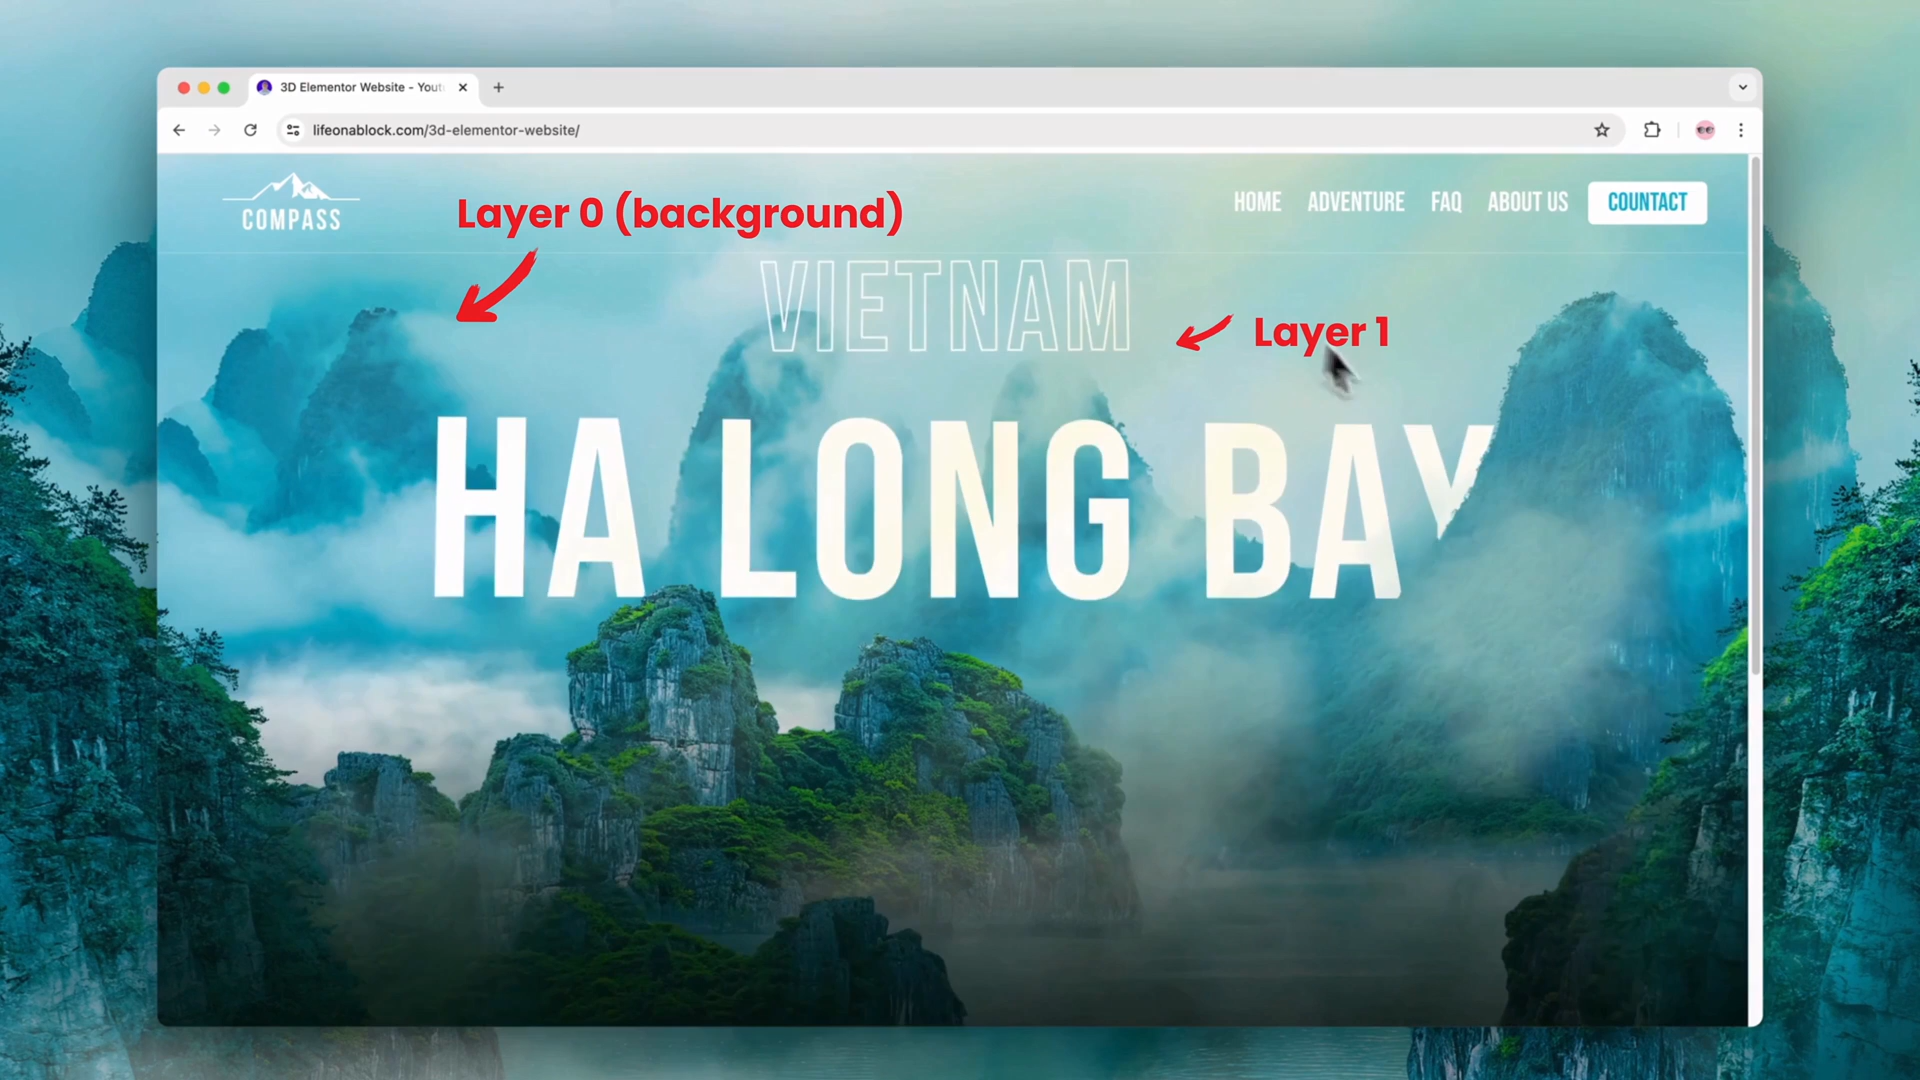 3D Elementor Website - Yout
lifeonablock.com/3d-elementor-website/
COMPASS
HOME ADVENTURE FAQ ABOUT US COUNTACT
Layer 0 (background)
VIETNAM
Layer 1
HA LONG BAY